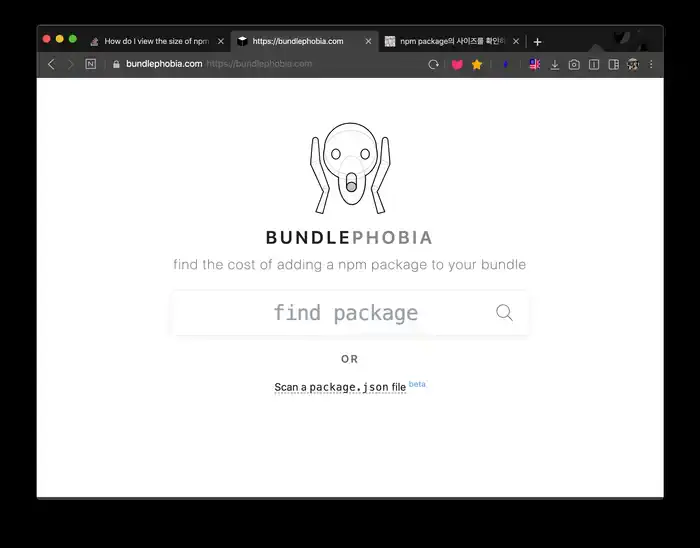 How do I view the size of npm
https://bundlephobia.com
npm package의 사이즈를 확인하
bundlephobia.com https://bundlephobia.com
BUNDLEPHOBIA
find the cost of adding a npm package to your bundle
find package
OR
Scan a package.json file beta